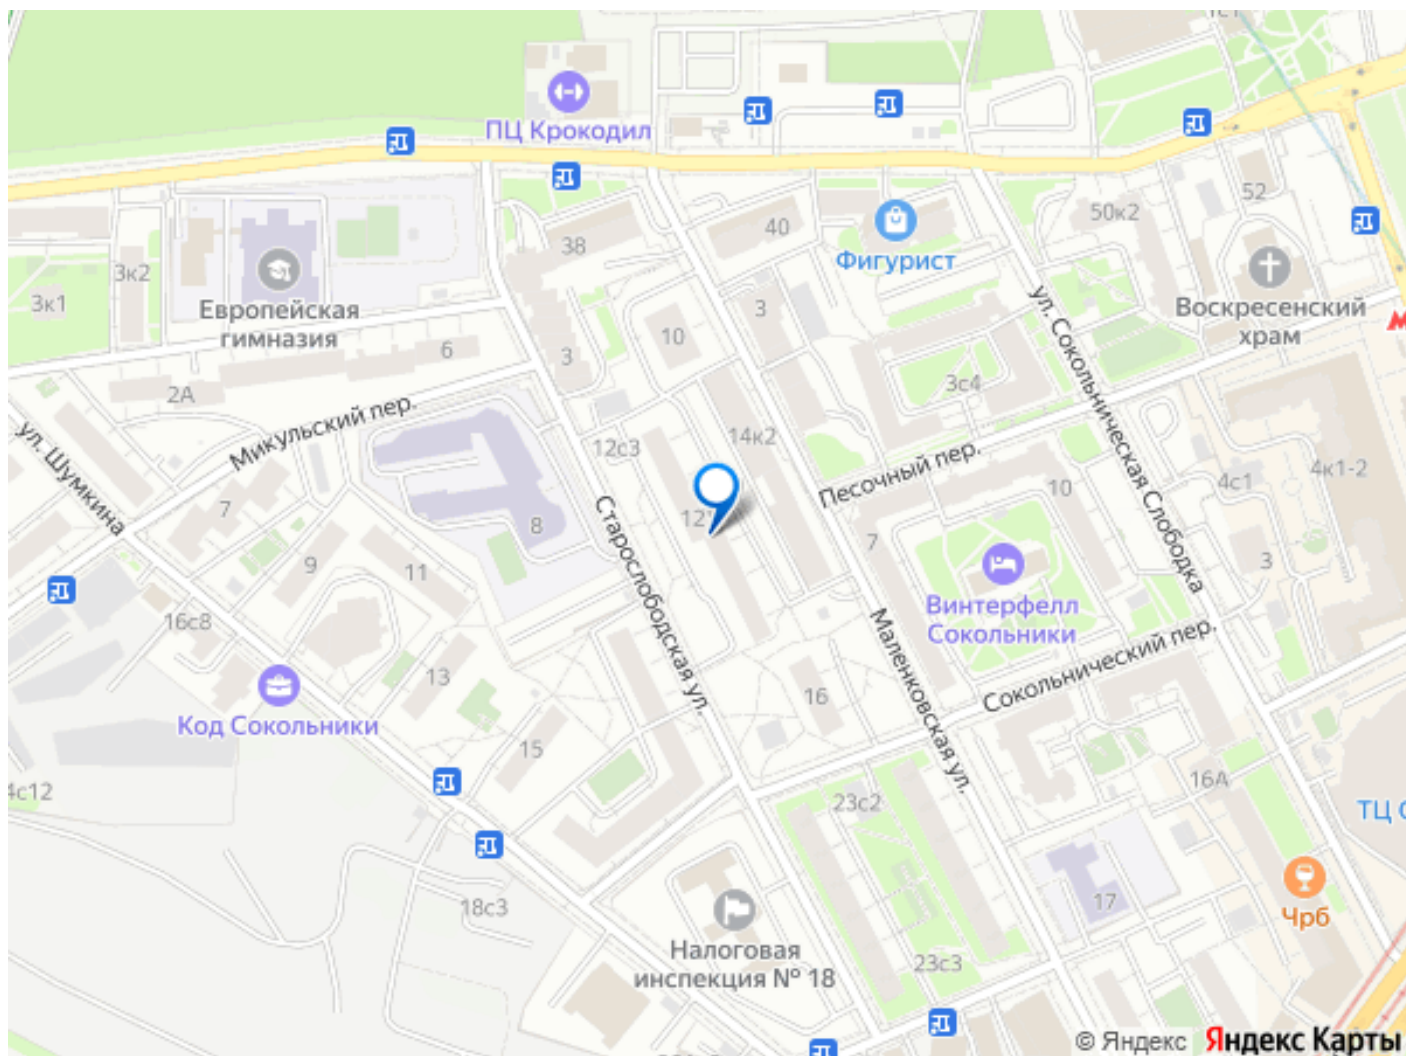 ПЦ Крокодил
52
50к2
40
38
Фигурист
3к2
3к1
Европейская
гимназия
Воскресенский
храм
3
10
6
3
2А
3с4
Микульский пер.
ул. Сокольническая Слободка
14к2
12с3
ул. Шумкина
Песочный пер.
4к1-2
4с1
10
7
12
8
7
3
9
11
Старослободская ул.
Винтерфелл
Сокольники
16с8
Маленковская ул.
Сокольнический пер.
13
16
Код Сокольники
15
16А
4с12
23с2
ТЦ С
17
18с3
Чрб
Налоговая
инспекция № 18
23с3
© Яндекс Яндекс Карты